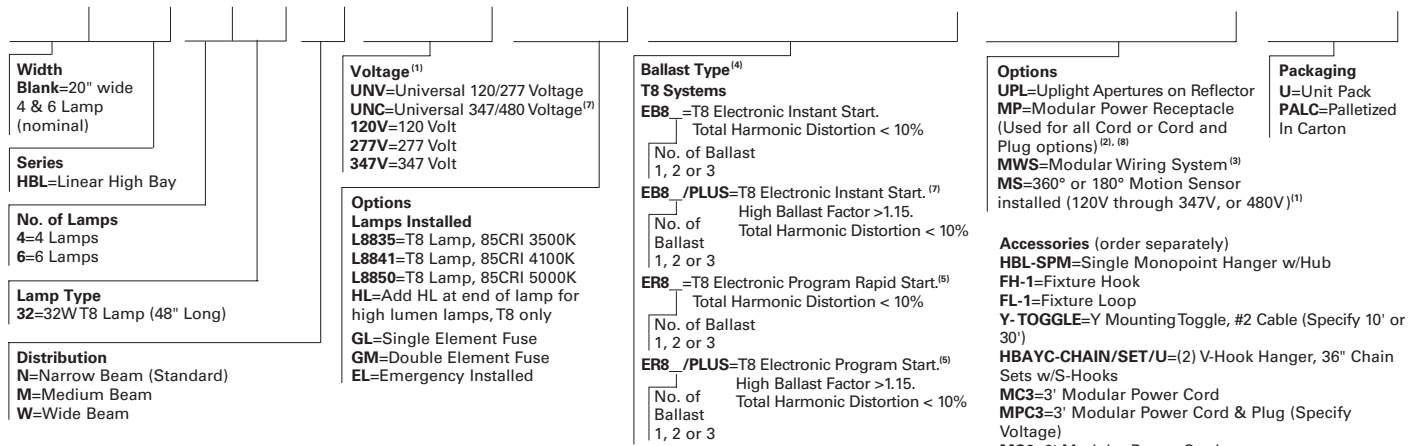 Width
Blank=20" wide
4 & 6 Lamp
(nominal)
Series
HBL=Linear High Bay
No. of Lamps
4=4 Lamps
6=6 Lamps
Lamp Type
32=32W T8 Lamp (48" Long)
Distribution
N=Narrow Beam (Standard)
M=Medium Beam
W=Wide Beam
Voltage (1)
UNV=Universal 120/277 Voltage
UNC=Universal 347/480 Voltage(7)
120V=120 Volt
277V=277 Volt
347V=347 Volt
Options
Lamps Installed
L8835=T8 Lamp, 85CRI 3500K
L8841=T8 Lamp, 85CRI 4100K
L8850=T8 Lamp, 85CRI 5000K
HL=Add HL at end of lamp for
high lumen lamps, T8 only
GL=Single Element Fuse
GM=Double Element Fuse
EL=Emergency Installed
Ballast Type(4)
T8 Systems
EB8__=T8 Electronic Instant Start.
Total Harmonic Distortion < 10%
No. of Ballast
1, 2 or 3
EB8__/PLUS=T8 Electronic Instant Start. (7)
High Ballast Factor >1.15.
Total Harmonic Distortion < 10%
No. of
Ballast
1, 2 or 3
ER8__=T8 Electronic Program Rapid Start.(5)
Total Harmonic Distortion < 10%
No. of Ballast
1, 2 or 3
ER8__/PLUS=T8 Electronic Program Start.(5)
High Ballast Factor >1.15.
Total Harmonic Distortion < 10%
No. of
Ballast
1, 2 or 3
Options
UPL=Uplight Apertures on Reflector
MP=Modular Power Receptacle
(Used for all Cord or Cord and
Plug options)(2), (8)
MWS=Modular Wiring System(3)
MS=360° or 180° Motion Sensor
installed (120V through 347V, or 480V)(1)
Accessories (order separately)
HBL-SPM=Single Monopoint Hanger w/Hub
FH-1=Fixture Hook
FL-1=Fixture Loop
Y-TOGGLE=Y Mounting Toggle, #2 Cable (Specify 10' or
30')
HBAYC-CHAIN/SET/U=(2) V-Hook Hanger, 36" Chain
Sets w/S-Hooks
MC3=3' Modular Power Cord
MPC3=3' Modular Power Cord & Plug (Specify
Voltage)
Packaging
U=Unit Pack
PALC=Palletized
In Carton